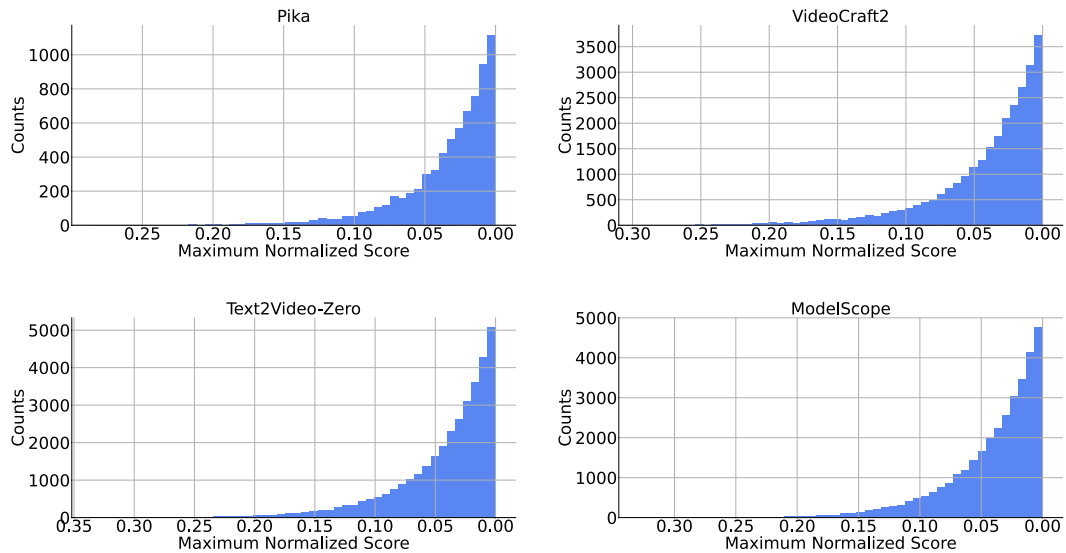 Pika
1000
800
600
400
200
0
Counts
0.25 0.20 0.15 0.10 0.05 0.00
Maximum Normalized Score
VideoCraft2
3500
3000
2500
2000
1500
1000
500
0
Counts
0.30 0.25 0.20 0.15 0.10 0.05 0.00
Maximum Normalized Score
Text2Video-Zero
5000
4000
3000
2000
1000
0
Counts
0.35 0.30 0.25 0.20 0.15 0.10 0.05 0.00
Maximum Normalized Score
ModelScope
5000
4000
3000
2000
1000
0
Counts
0.30 0.25 0.20 0.15 0.10 0.05 0.00
Maximum Normalized Score